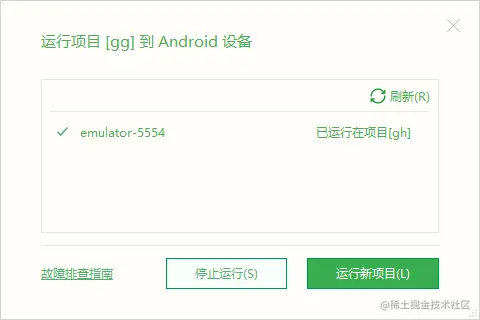 运行项目 [gg] 到 Android 设备
刷新(R)
emulator-5554 已运行在项目[gh]
故障排查指南 停止运行(S) 运行新项目(L)
@稀土掘金技术社区